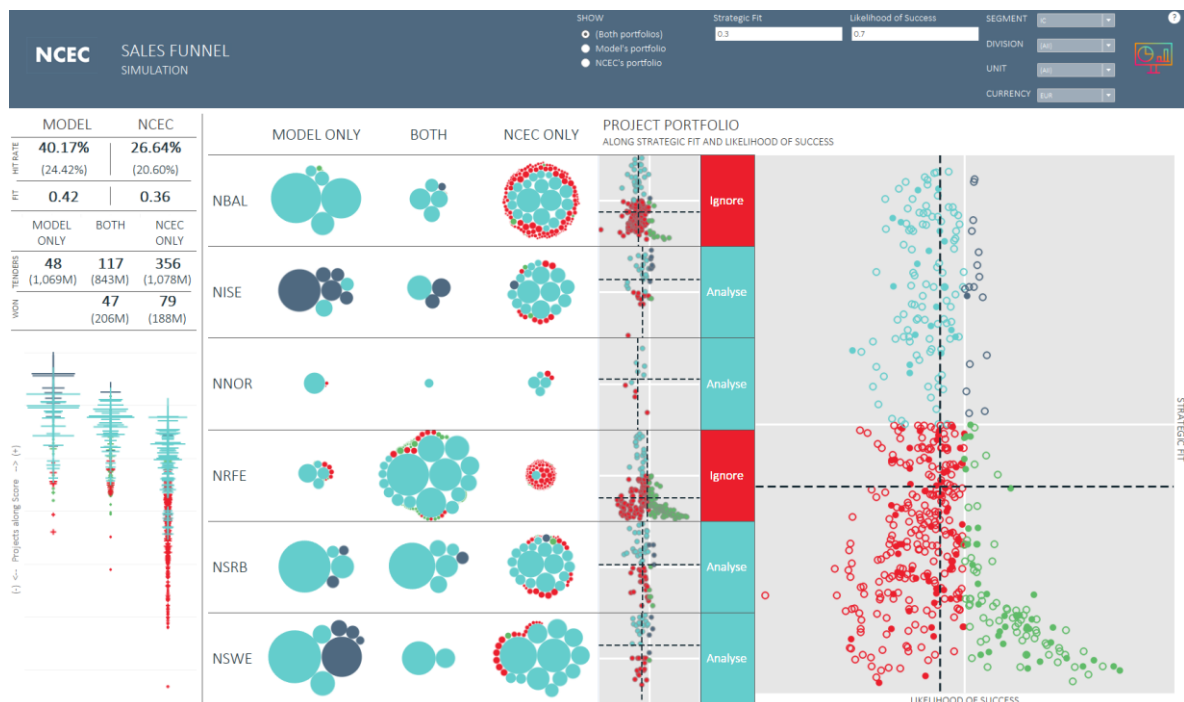 NCEC
SALES FUNNEL
SIMULATION
SHOW
(Both portfolios)
Model's portfolio
NCEC's portfolio
Strategic Fit
0.3
Likelihood of Success
0.7
SEGMENT
IC
DIVISION
(All)
UNIT
(All)
CURRENCY
EUR
?
MODEL NCEC
HIT RATE
40.17% 26.64%
(24.42%) (20.60%)
FIT
0.42 0.36
MODEL ONLY BOTH NCEC ONLY
TENDERS
48 117 356
(1,069M) (843M) (1,078M)
WON
47 79
(206M) (188M)
(-) <-- Projects along Score --> (+)
MODEL ONLY BOTH NCEC ONLY
PROJECT PORTFOLIO
ALONG STRATEGIC FIT AND LIKELIHOOD OF SUCCESS
NBAL Ignore
NISE Analyse
NNOR Analyse
NRFE Ignore
NSRB Analyse
NSWE Analyse
STRATEGIC FIT
LIKELIHOOD OF SUCCESS